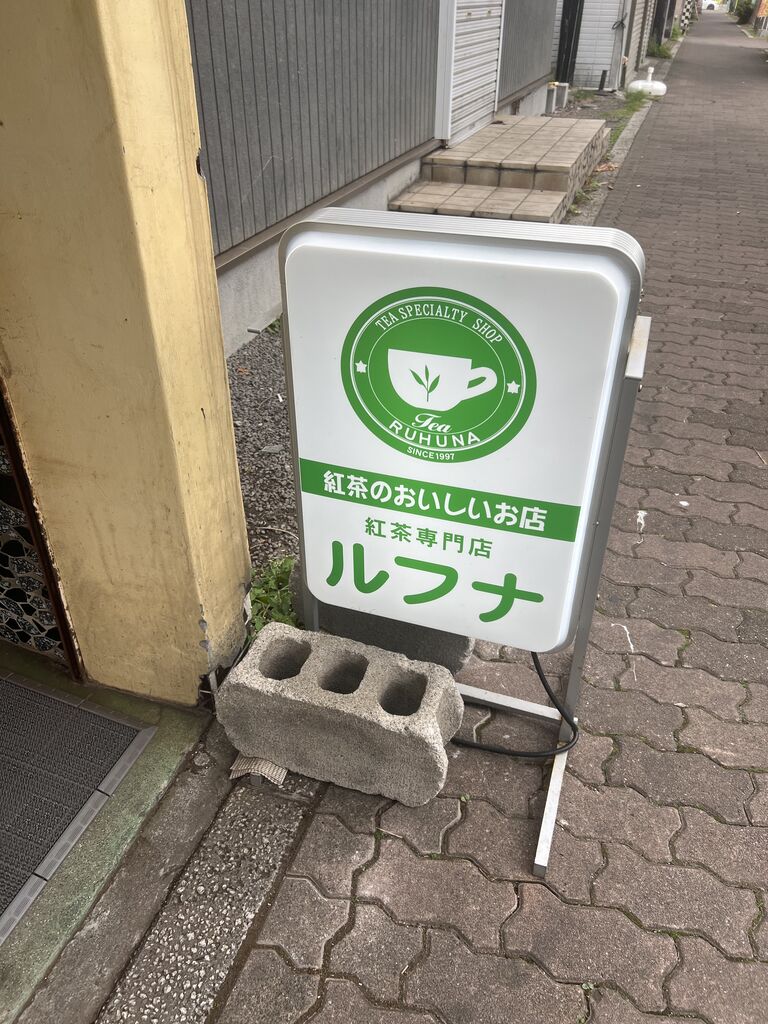 TEA SPECIALTY SHOP
Tea
RUHUNA
SINCE1997
紅茶のおいしいお店
紅茶専門店
ルフナ